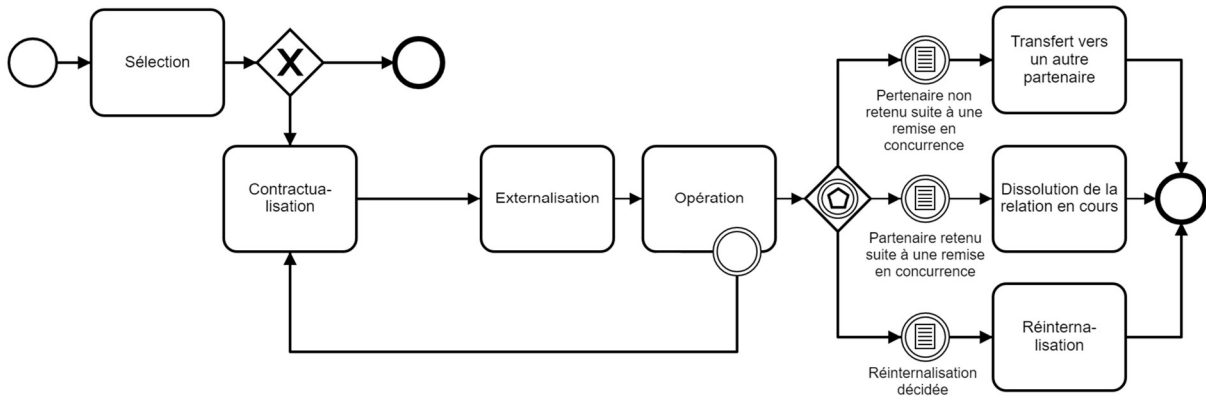 Sélection
Transfert vers
un autre
partenaire
Pertenaire non
retenu suite à une
remise en
concurrence
Contractua-
lisation
Externalisation
Opération
Dissolution de la
relation en cours
Partenaire retenu
suite à une remise
en concurrence
Réinterna-
lisation
Réinternalisation
décidée